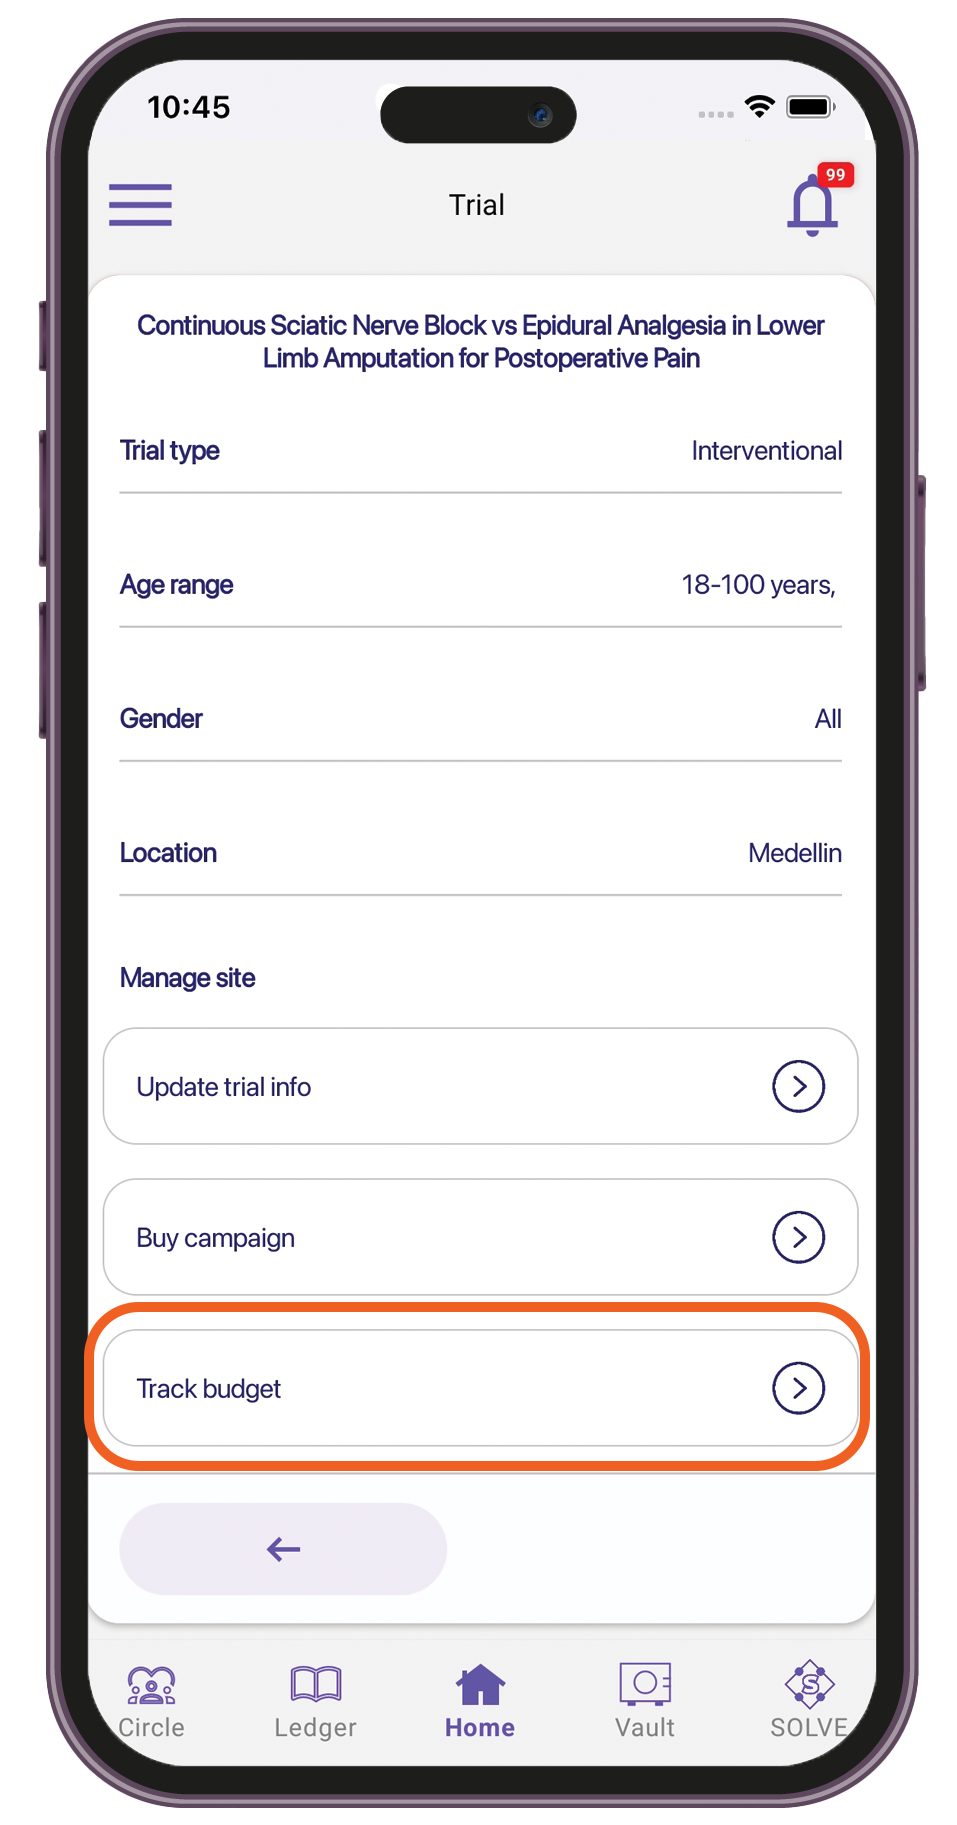 10:45
Trial
99
Continuous Sciatic Nerve Block vs Epidural Analgesia in Lower
Limb Amputation for Postoperative Pain
Trial type Interventional
Age range 18-100 years,
Gender All
Location Medellin
Manage site
Update trial info
Buy campaign
Track budget
Circle Ledger Home Vault SOLVE
S